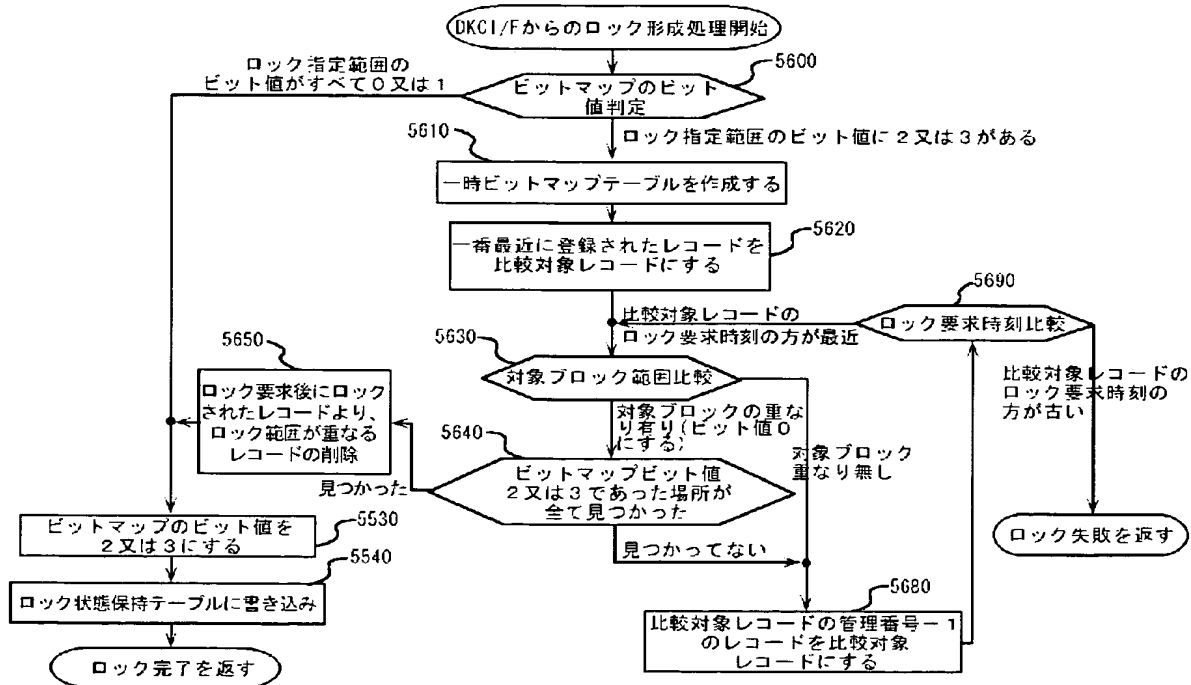 DKCI/Fからのロック形成処理開始
ロック指定範囲の
ビット値がすべて０又は１
5600
ビットマップのビット
値判定
5610
ロック指定範囲のビット値に２又は３がある
一時ビットマップテーブルを作成する
5620
一番最近に登録されたレコードを
比較対象レコードにする
5690
比較対象レコードの
ロック要求時刻の方が最近
ロック要求時刻比較
5630
対象ブロック範囲比較
5650
ロック要求後にロック
されたレコードより、
ロック範囲が重なる
レコードの削除
比較対象レコードの
ロック要求時刻の
方が古い
対象ブロックの重な
り有り(ビット値０
にする)
対象ブロック
重なり無し
5640
ビットマップビット値
２又は３であった場所が
全て見つかった
見つかった
見つかってない
5530
ビットマップのビット値を
２又は３にする
ロック失敗を返す
5540
ロック状態保持テーブルに書き込み
5680
比較対象レコードの管理番号－１
のレコードを比較対象
レコードにする
ロック完了を返す